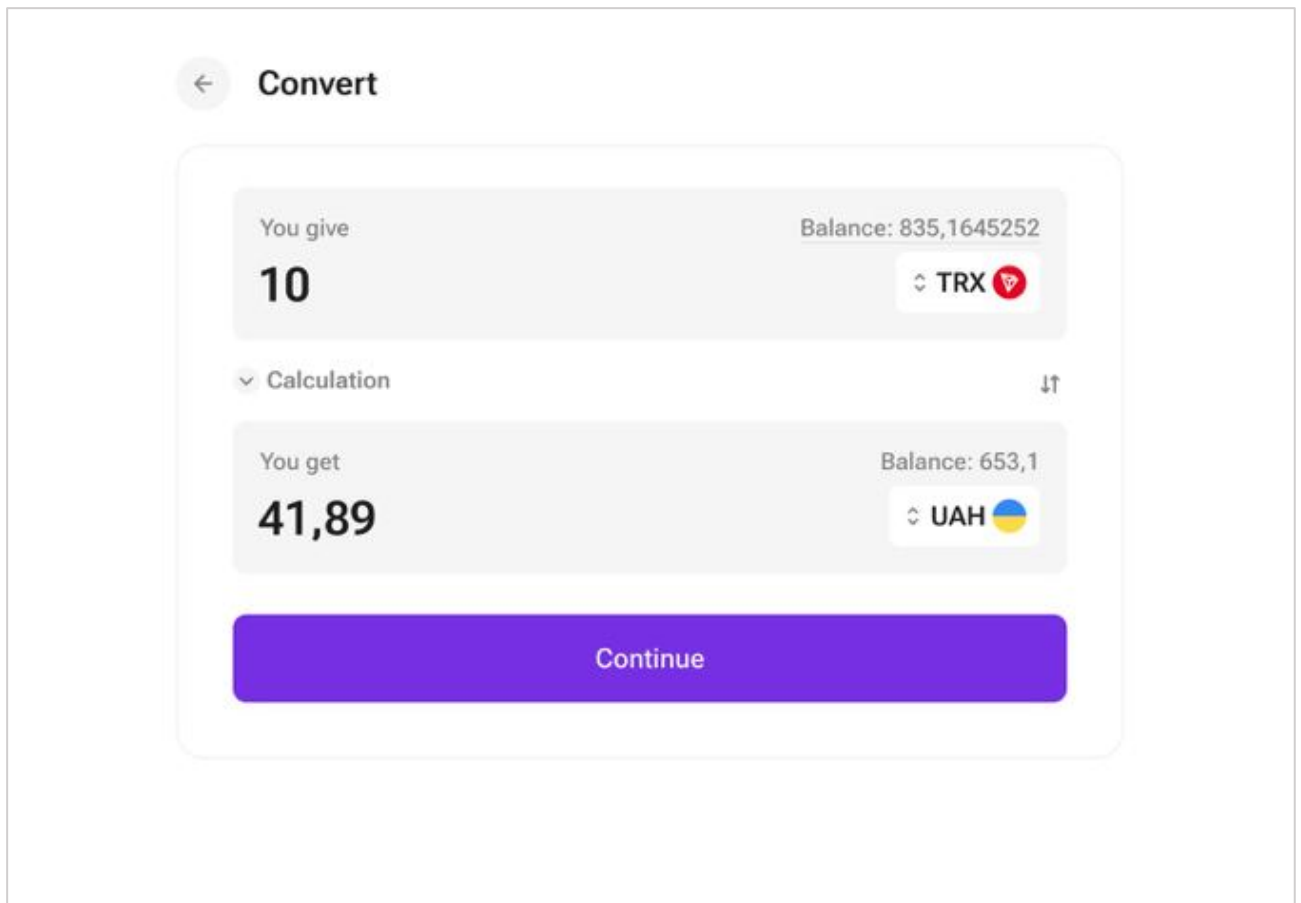 Convert
You give
Balance: 835,1645252
10
TRX
Calculation
You get
Balance: 653,1
41,89
UAH
Continue